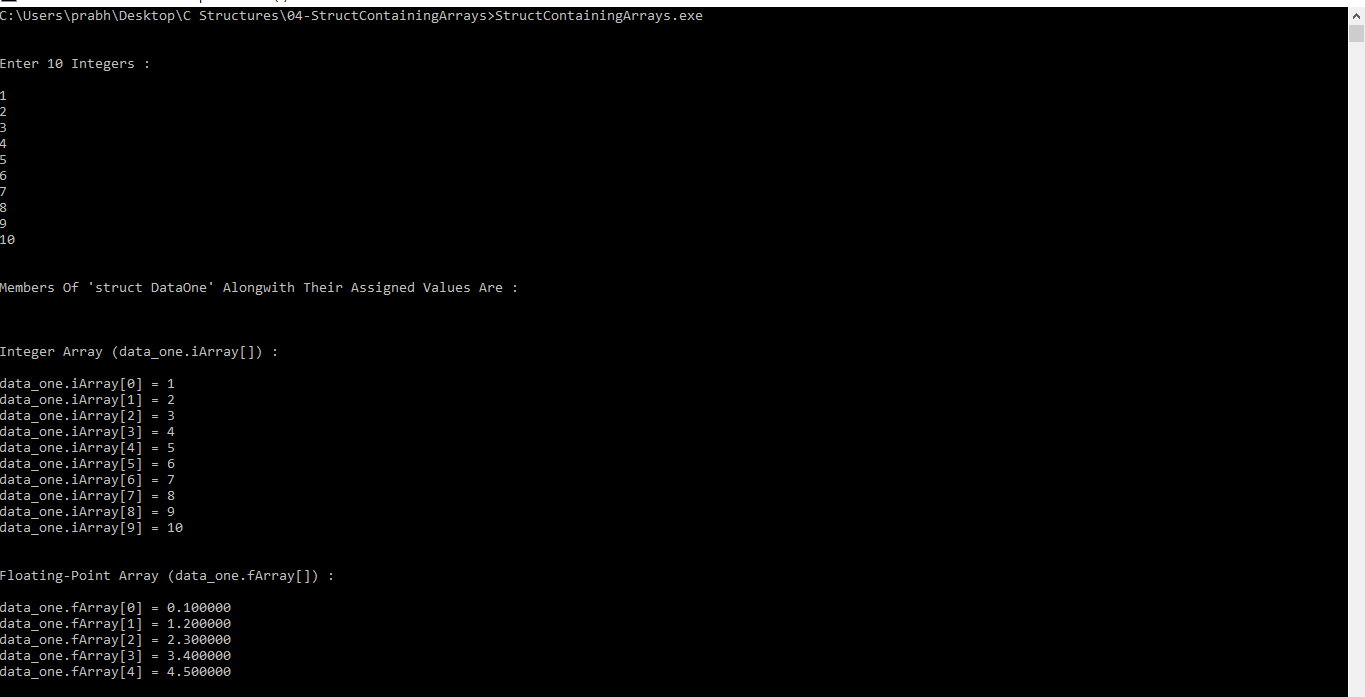 C:\Users\prabh\Desktop\C Structures\04-StructContainingArrays>StructContainingArrays.exe
Enter 10 Integers :
1
2
3
4
5
6
7
8
9
10
Members Of 'struct DataOne' Alongwith Their Assigned Values Are :
Integer Array (data_one.iArray[]) :
data_one.iArray[0] = 1
data_one.iArray[1] = 2
data_one.iArray[2] = 3
data_one.iArray[3] = 4
data_one.iArray[4] = 5
data_one.iArray[5] = 6
data_one.iArray[6] = 7
data_one.iArray[7] = 8
data_one.iArray[8] = 9
data_one.iArray[9] = 10
Floating-Point Array (data_one.fArray[]) :
data_one.fArray[0] = 0.100000
data_one.fArray[1] = 1.200000
data_one.fArray[2] = 2.300000
data_one.fArray[3] = 3.400000
data_one.fArray[4] = 4.500000